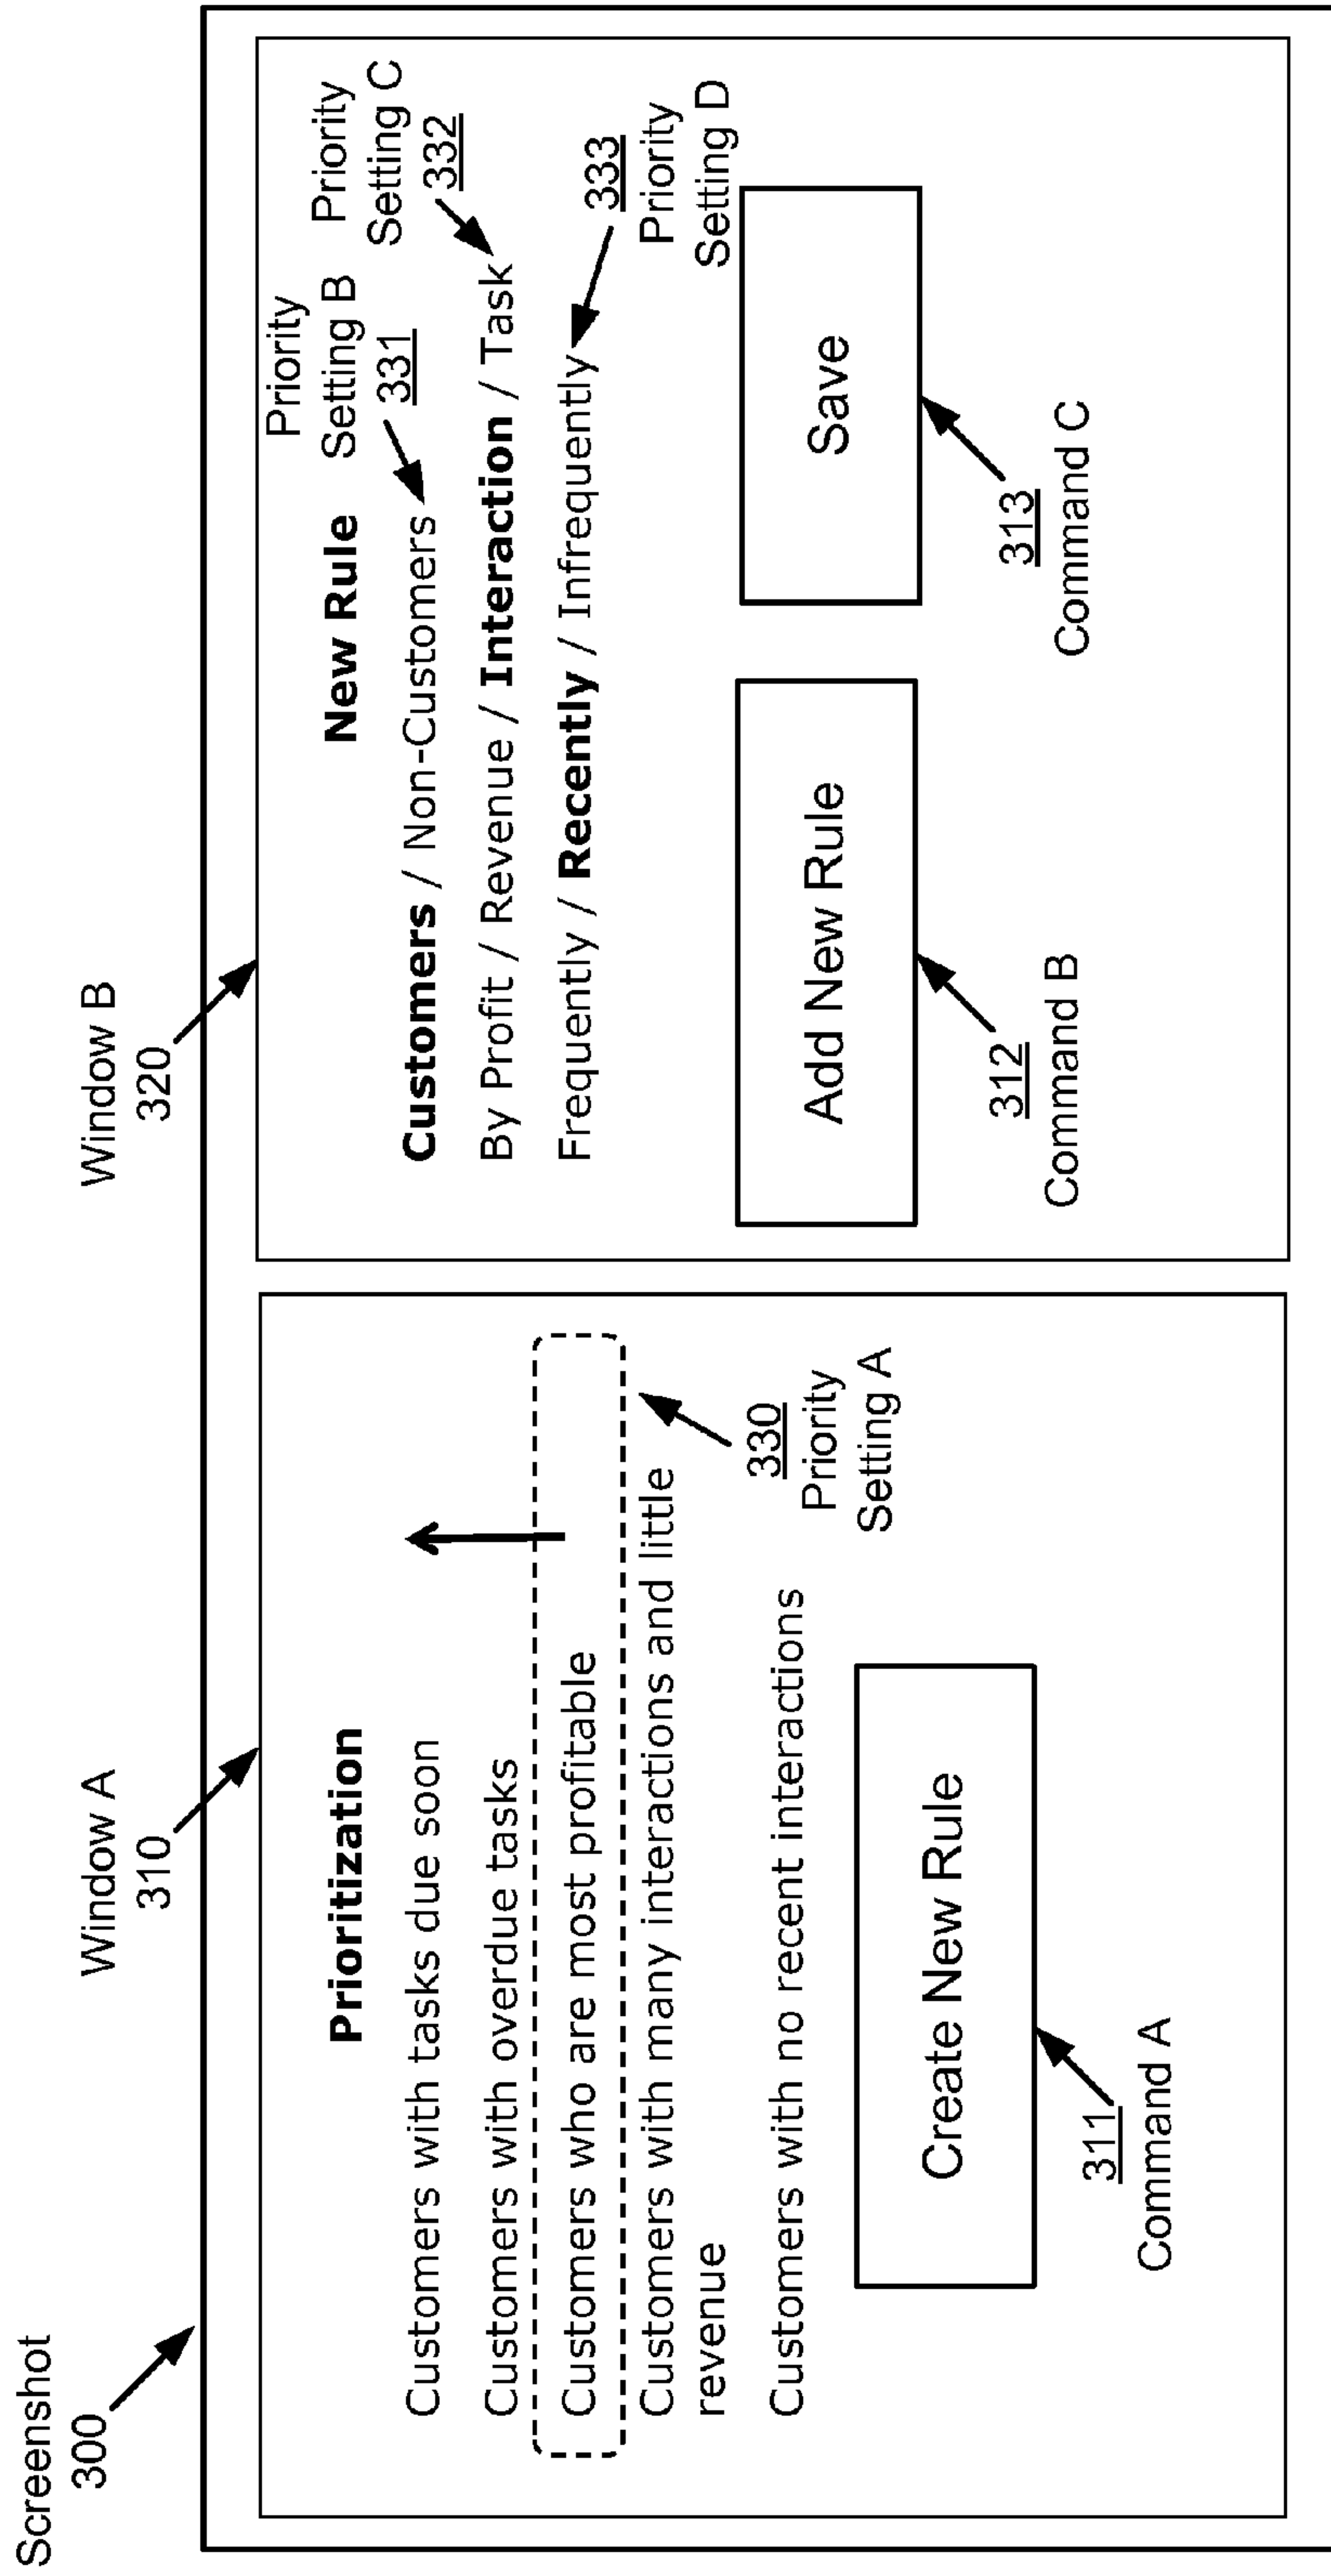 Screenshot
300
Window A
310
Prioritization
Customers with tasks due soon
Customers with overdue tasks
Customers who are most profitable
Customers with many interactions and little
revenue
Customers with no recent interactions
330
Priority
Setting A
Create New Rule
311
Command A
Window B
320
New Rule
Priority
Setting B
331
Priority
Setting C
332
Customers / Non-Customers
By Profit / Revenue / Interaction / Task
Frequently / Recently / Infrequently
333
Priority
Setting D
Add New Rule
Save
312
Command B
313
Command C